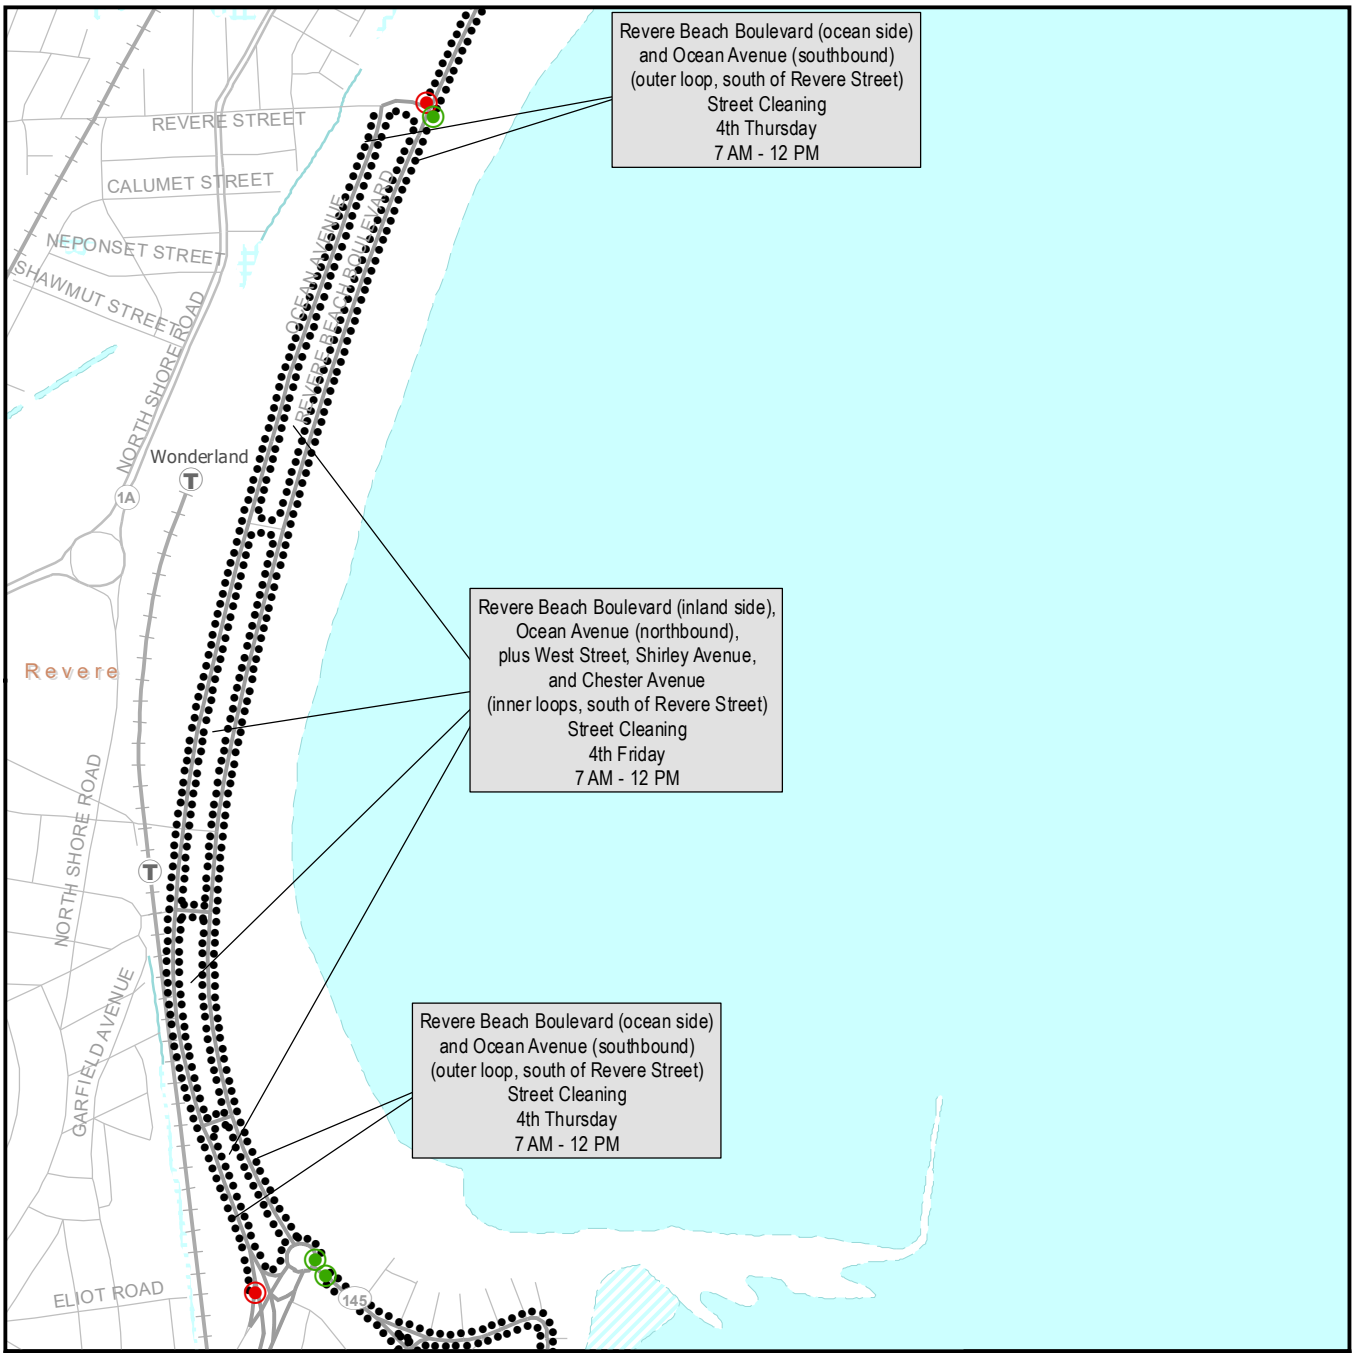 Revere Beach Boulevard (ocean side)
and Ocean Avenue (southbound)
(outer loop, south of Revere Street)
Street Cleaning
4th Thursday
7 AM - 12 PM
REVERE STREET
CALUMET STREET
NEPONSET STREET
SHAWMUT STREET
OCEAN AVENUE
REVERE BEACH BOULEVARD
NORTH SHORE ROAD
Wonderland
T
1A
Revere Beach Boulevard (inland side),
Ocean Avenue (northbound),
plus West Street, Shirley Avenue,
and Chester Avenue
(inner loops, south of Revere Street)
Street Cleaning
4th Friday
7 AM - 12 PM
Revere
NORTH SHORE ROAD
T
GARFIELD AVENUE
Revere Beach Boulevard (ocean side)
and Ocean Avenue (southbound)
(outer loop, south of Revere Street)
Street Cleaning
4th Thursday
7 AM - 12 PM
ELIOT ROAD
145